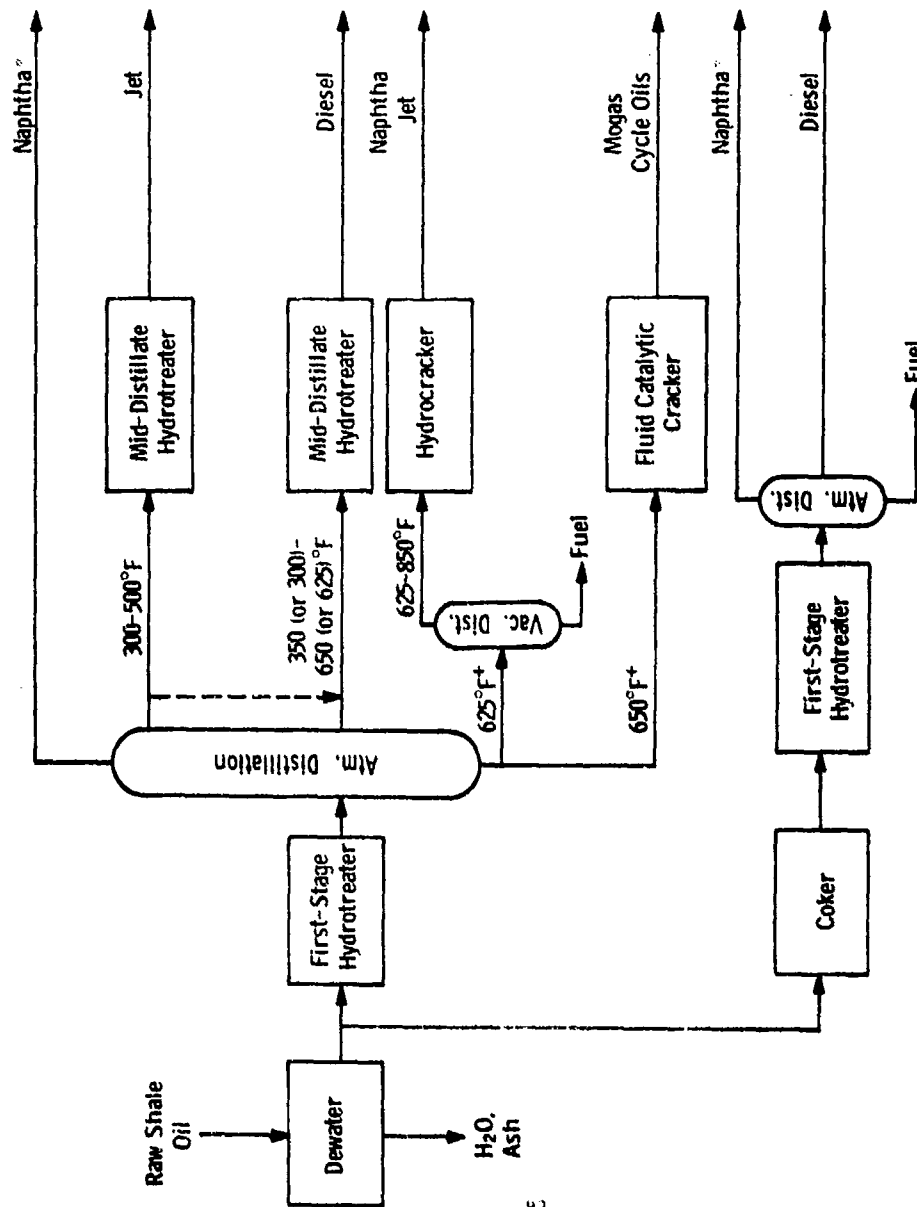 Raw Shale
Oil
Dewater
H₂O,
Ash
First-Stage
Hydrotreater
Atm. Distillation
Naphtha
300-500°F
Mid-Distillate
Hydrotreater
Jet
350 (or 300)-
650 (or 625)°F
Mid-Distillate
Hydrotreater
Diesel
625°F+
Vac. Dist.
Fuel
625-850°F
Hydrocracker
Naphtha
Jet
650°F+
Fluid Catalytic
Cracker
Mogas
Cycle Oils
Coker
First-Stage
Hydrotreater
Atm. Dist.
Naphtha
Diesel
Fuel